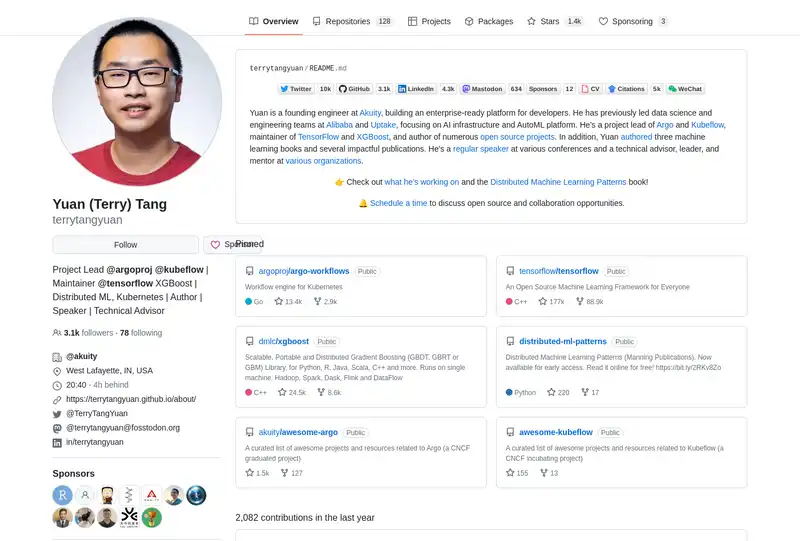 Overview
Repositories 128
Projects
Packages
Stars 1.4k
Sponsoring 3
Yuan (Terry) Tang
terrytangyuan
Follow
Sponsor
Project Lead @argoproj @kubeflow |
Maintainer @tensorflow XGBoost |
Distributed ML, Kubernetes | Author |
Speaker | Technical Advisor
3.1k followers · 78 following
@akuity
West Lafayette, IN, USA
20:40 - 4h behind
https://terrytangyuan.github.io/about/
@TerryTangYuan
@terrytangyuan@fosstodon.org
in/terrytangyuan
Sponsors
terrytangyuan/README.md
Twitter 10k GitHub 3.1k LinkedIn 4.3k Mastodon 634 Sponsors 12 CV Citations 5k WeChat
Yuan is a founding engineer at Akuity, building an enterprise-ready platform for developers. He has previously led data science and
engineering teams at Alibaba and Uptake, focusing on AI infrastructure and AutoML platform. He's a project lead of Argo and Kubeflow,
maintainer of TensorFlow and XGBoost, and author of numerous open source projects. In addition, Yuan authored three machine
learning books and several impactful publications. He's a regular speaker at various conferences and a technical advisor, leader, and
mentor at various organizations.
👉 Check out what he's working on and the Distributed Machine Learning Patterns book!
🔔 Schedule a time to discuss open source and collaboration opportunities.
Pinned
argoproj/argo-workflows Public
Workflow engine for Kubernetes
Go 13.4k 2.9k
tensorflow/tensorflow Public
An Open Source Machine Learning Framework for Everyone
C++ 177k 88.9k
dmlc/xgboost Public
Scalable, Portable and Distributed Gradient Boosting (GBDT, GBRT or
GBM) Library, for Python, R, Java, Scala, C++ and more. Runs on
single machine, Hadoop, Spark, Dask, Flink and DataFlow
C++ 24.5k 8.6k
distributed-ml-patterns Public
Distributed Machine Learning Patterns (Manning Publications). Now
available for early access. Read it online for free! https://bit.ly/2RKv8Zo
Python 220 17
akuity/awesome-argo Public
A curated list of awesome projects and resources related to Argo (a CNCF
graduated project)
1.5k 127
awesome-kubeflow Public
A curated list of awesome projects and resources related to Kubeflow (a
CNCF incubating project)
155 13
2,082 contributions in the last year